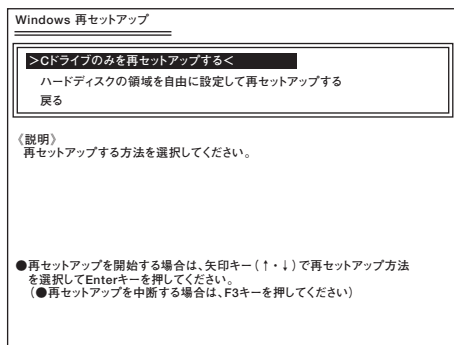 Windows 再セットアップ
>Cドライブのみを再セットアップする<
ハードディスクの領域を自由に設定して再セットアップする
戻る
《説明》
再セットアップする方法を選択してください。
●再セットアップを開始する場合は、矢印キー(↑・↓)で再セットアップ方法
を選択してEnterキーを押してください。
(●再セットアップを中断する場合は、F3キーを押してください)